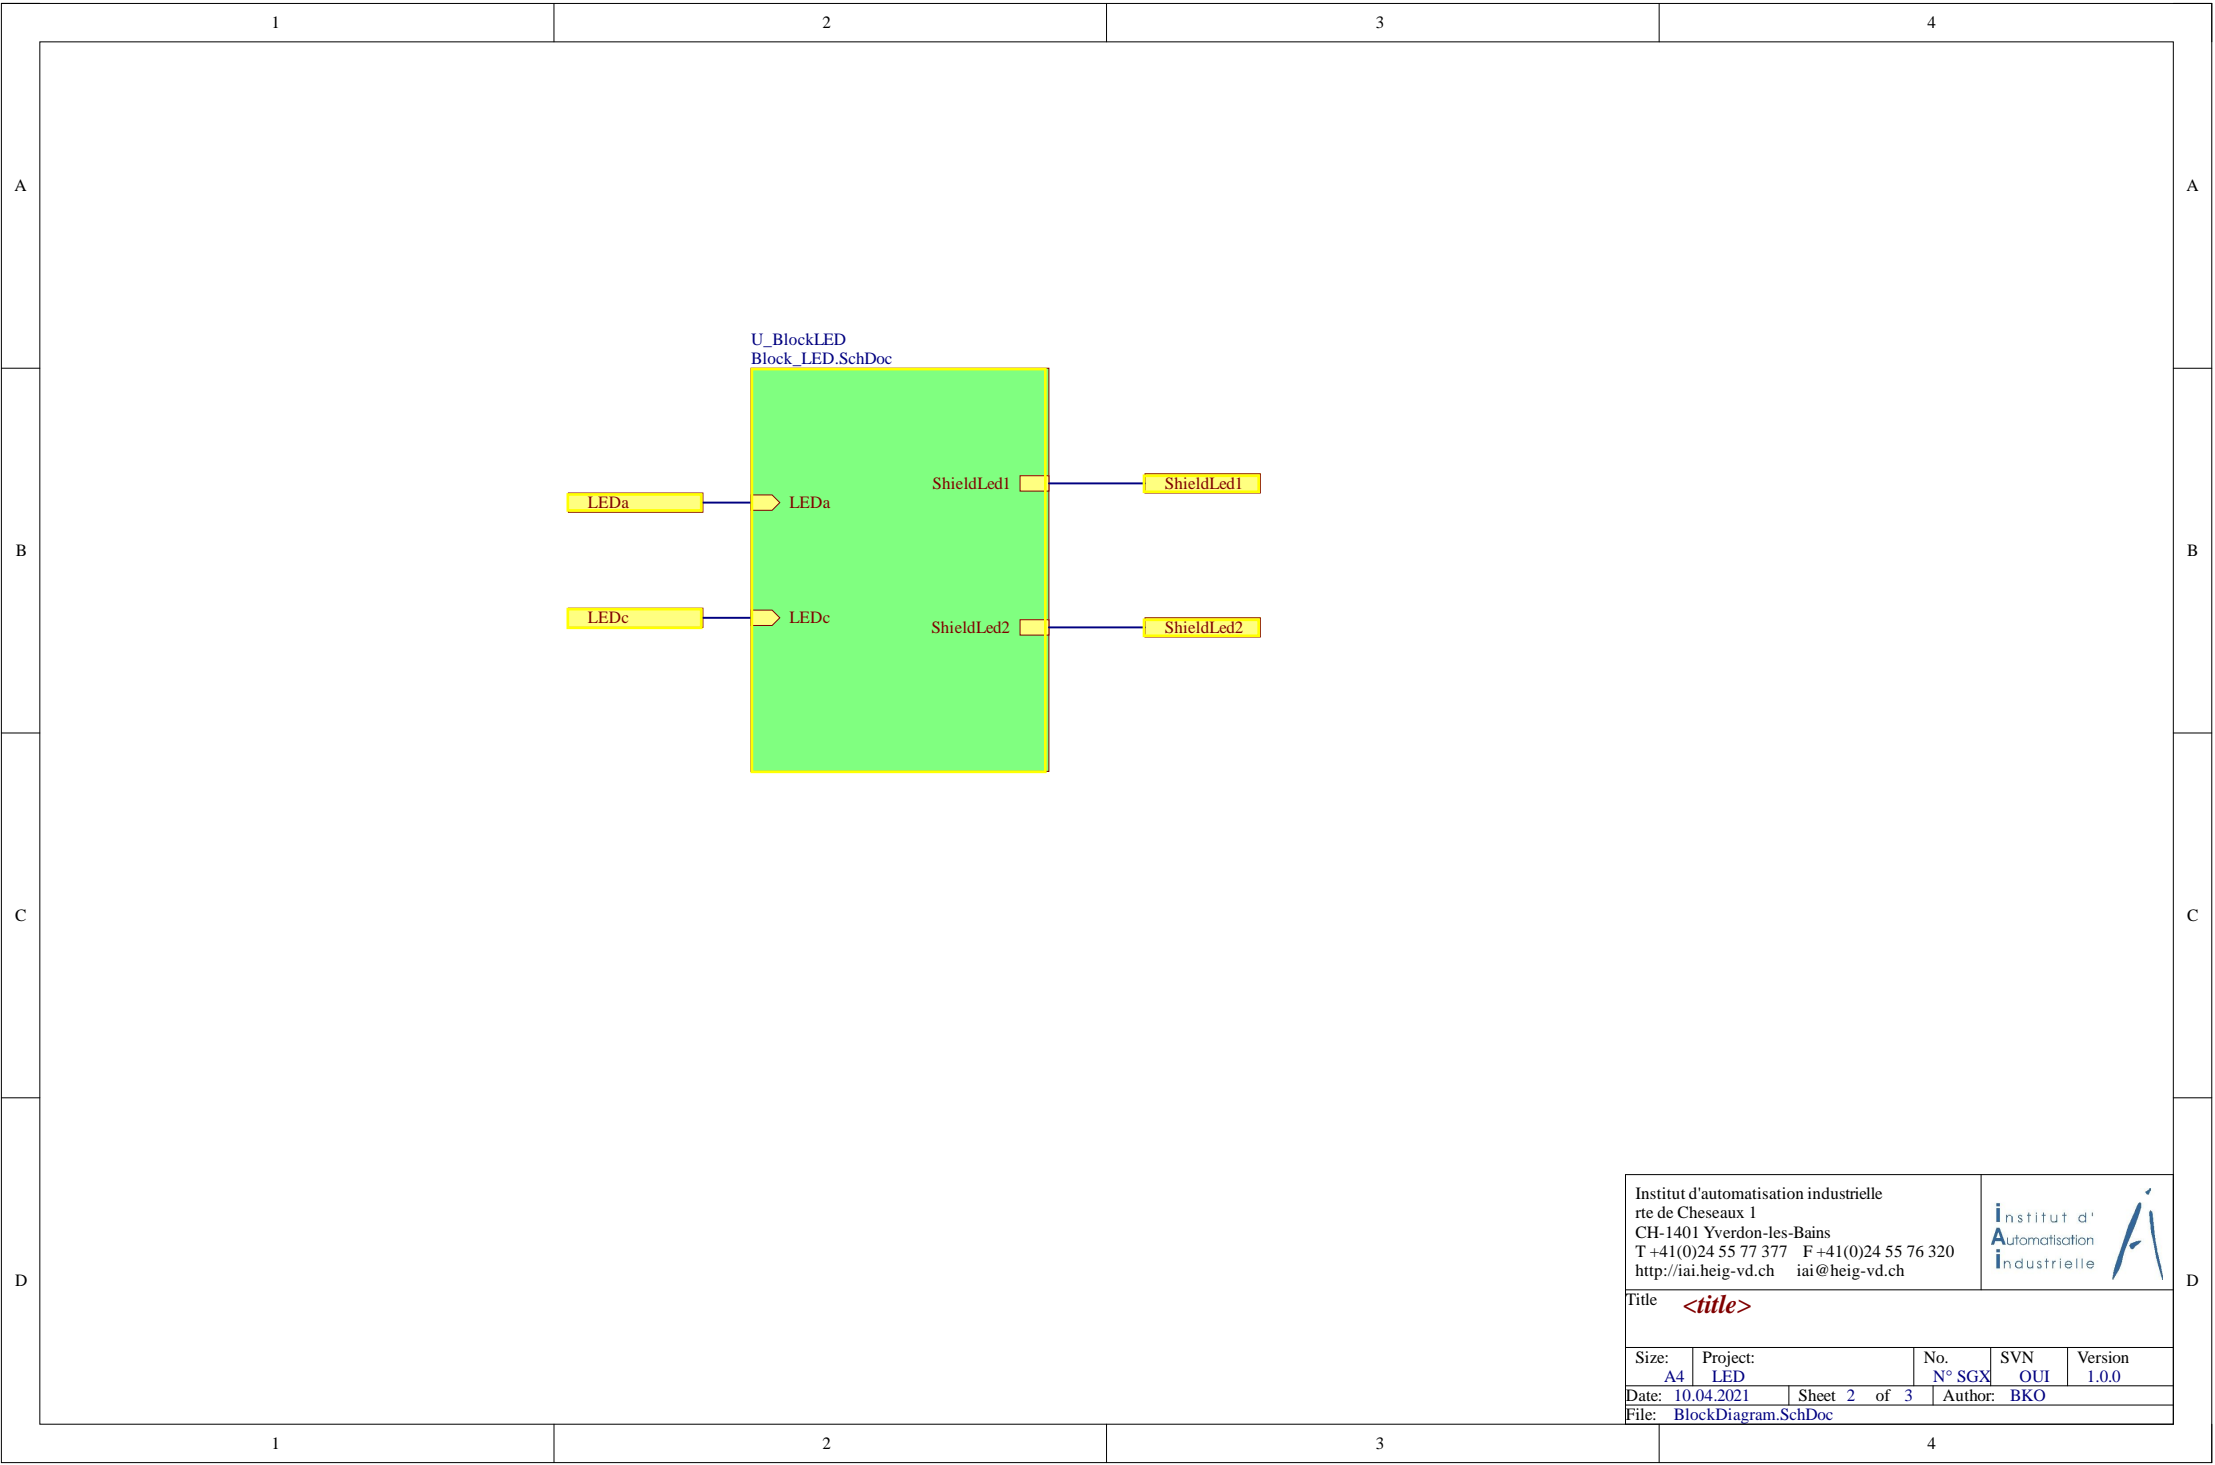 1 2 3 4
A A
U_BlockLED
Block_LED.SchDoc
ShieldLed1 ShieldLed1
LEDa LEDa
B B
LEDc LEDc
ShieldLed2 ShieldLed2
C C
Institut d'automatisation industrielle
rte de Cheseaux 1
CH-1401 Yverdon-les-Bains
T +41(0)24 55 77 377 F +41(0)24 55 76 320
http://iai.heig-vd.ch iai@heig-vd.ch
institut d'
Automatisation
industrielle
D D
Title <title>
Size: Project: No. SVN Version
A4 LED N° SGX OUI 1.0.0
Date: 10.04.2021 Sheet 2 of 3 Author: BKO
File: BlockDiagram.SchDoc
1 2 3 4